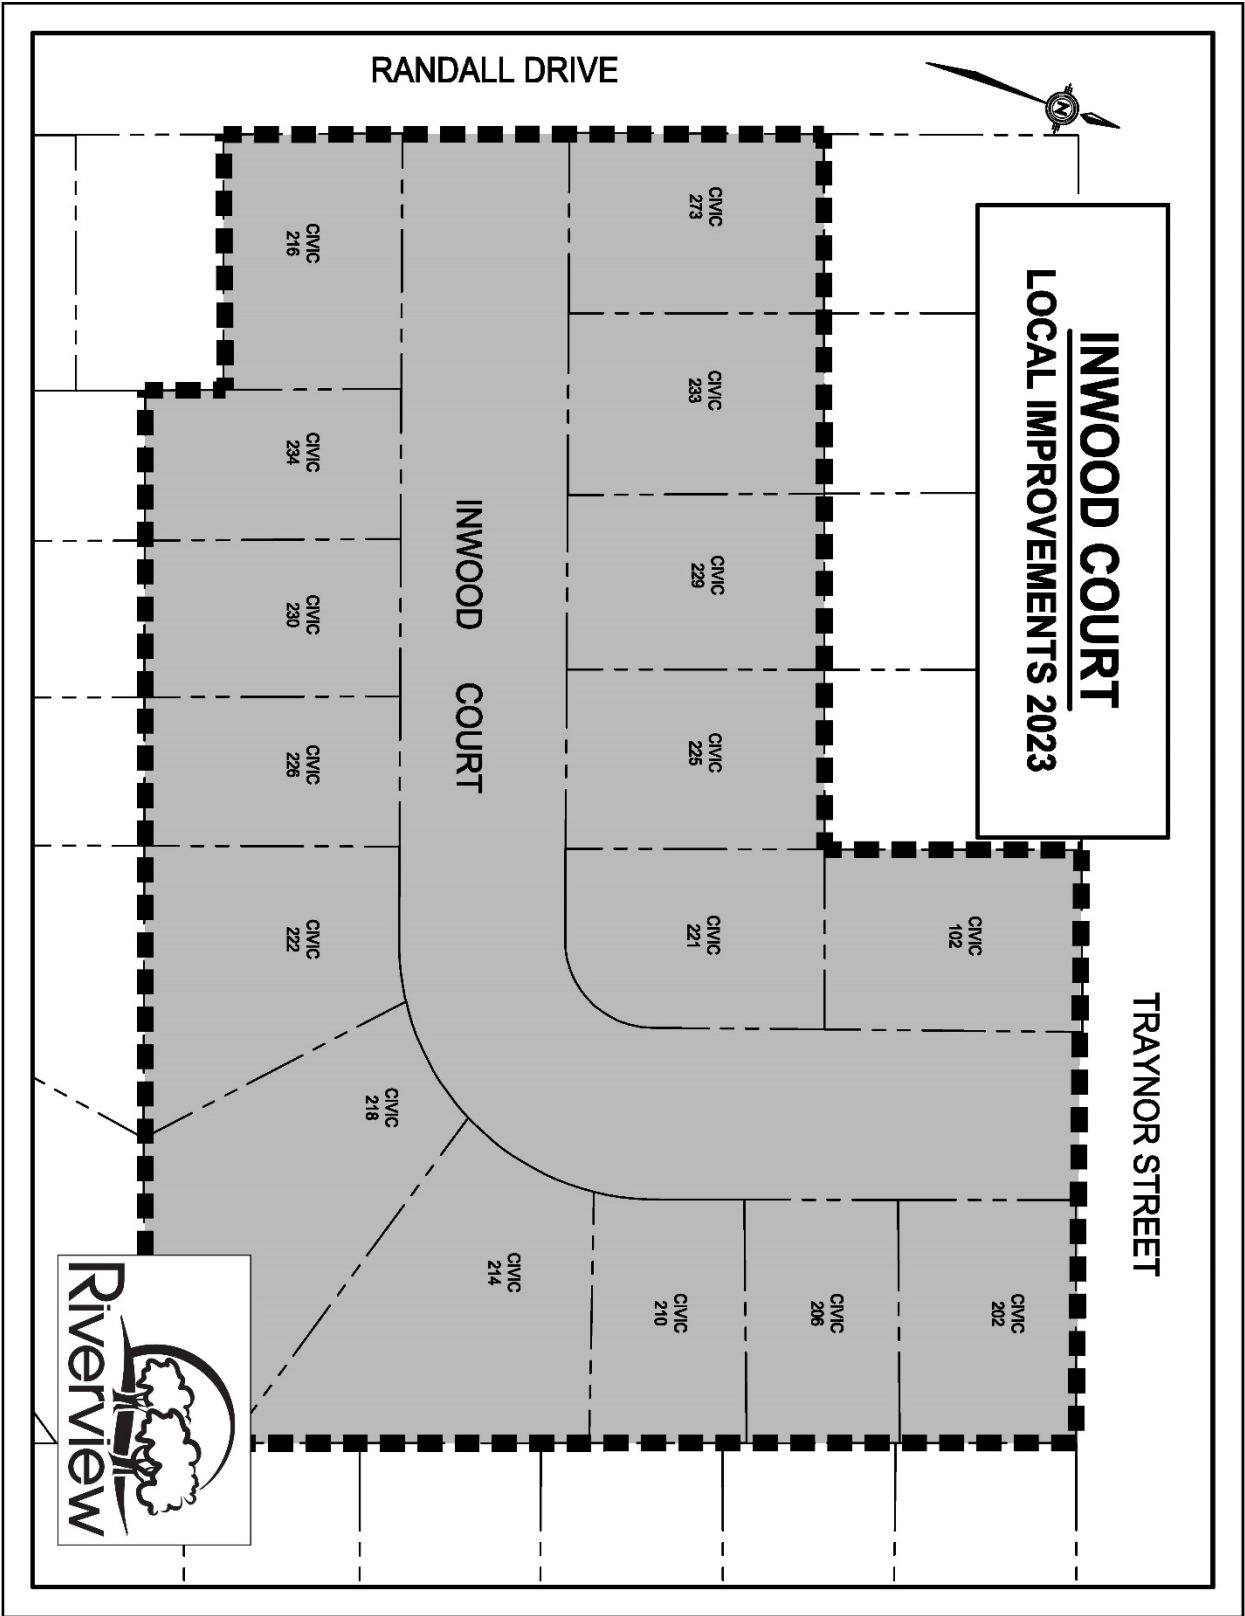 RANDALL DRIVE
N
INWOOD COURT
LOCAL IMPROVEMENTS 2023
CIVIC
273
CIVIC
216
CIVIC
233
CIVIC
234
CIVIC
229
CIVIC
230
INWOOD COURT
CIVIC
225
CIVIC
226
CIVIC
221
CIVIC
102
CIVIC
222
CIVIC
218
TRAYNOR STREET
CIVIC
214
CIVIC
210
CIVIC
206
CIVIC
202
Riverview